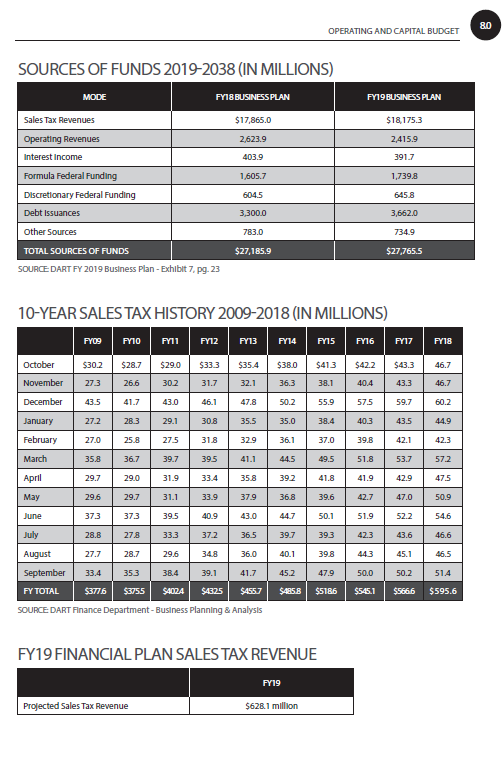 OPERATING AND CAPITAL BUDGET 8.0
SOURCES OF FUNDS 2019-2038 (IN MILLIONS)
MODE FY18 BUSINESS PLAN FY19 BUSINESS PLAN
Sales Tax Revenues $17,865.0 $18,175.3
Operating Revenues 2,623.9 2,415.9
Interest Income 403.9 391.7
Formula Federal Funding 1,605.7 1,739.8
Discretionary Federal Funding 604.5 645.8
Debt Issuances 3,300.0 3,662.0
Other Sources 783.0 734.9
TOTAL SOURCES OF FUNDS $27,185.9 $27,765.5
SOURCE: DART FY 2019 Business Plan - Exhibit 7, pg. 23
10-YEAR SALES TAX HISTORY 2009-2018 (IN MILLIONS)
FY09 FY10 FY11 FY12 FY13 FY14 FY15 FY16 FY17 FY18
October $30.2 $28.7 $29.0 $33.3 $35.4 $38.0 $41.3 $42.2 $43.3 46.7
November 27.3 26.6 30.2 31.7 32.1 36.3 38.1 40.4 43.3 46.7
December 43.5 41.7 43.0 46.1 47.8 50.2 55.9 57.5 59.7 60.2
January 27.2 28.3 29.1 30.8 35.5 35.0 38.4 40.3 43.5 44.9
February 27.0 25.8 27.5 31.8 32.9 36.1 37.0 39.8 42.1 42.3
March 35.8 36.7 39.7 39.5 41.1 44.5 49.5 51.8 53.7 57.2
April 29.7 29.0 31.9 33.4 35.8 39.2 41.8 41.9 42.9 47.5
May 29.6 29.7 31.1 33.9 37.9 36.8 39.6 42.7 47.0 50.9
June 37.3 37.3 39.5 40.9 43.0 44.7 50.1 51.9 52.2 54.6
July 28.8 27.8 33.3 37.2 36.5 39.7 39.3 42.3 43.6 46.6
August 27.7 28.7 29.6 34.8 36.0 40.1 39.8 44.3 45.1 46.5
September 33.4 35.3 38.4 39.1 41.7 45.2 47.9 50.0 50.2 51.4
FY TOTAL $377.6 $375.5 $402.4 $432.5 $455.7 $485.8 $518.6 $545.1 $566.6 $595.6
SOURCE: DART Finance Department - Business Planning & Analysis
FY19 FINANCIAL PLAN SALES TAX REVENUE
FY19
Projected Sales Tax Revenue $628.1 million